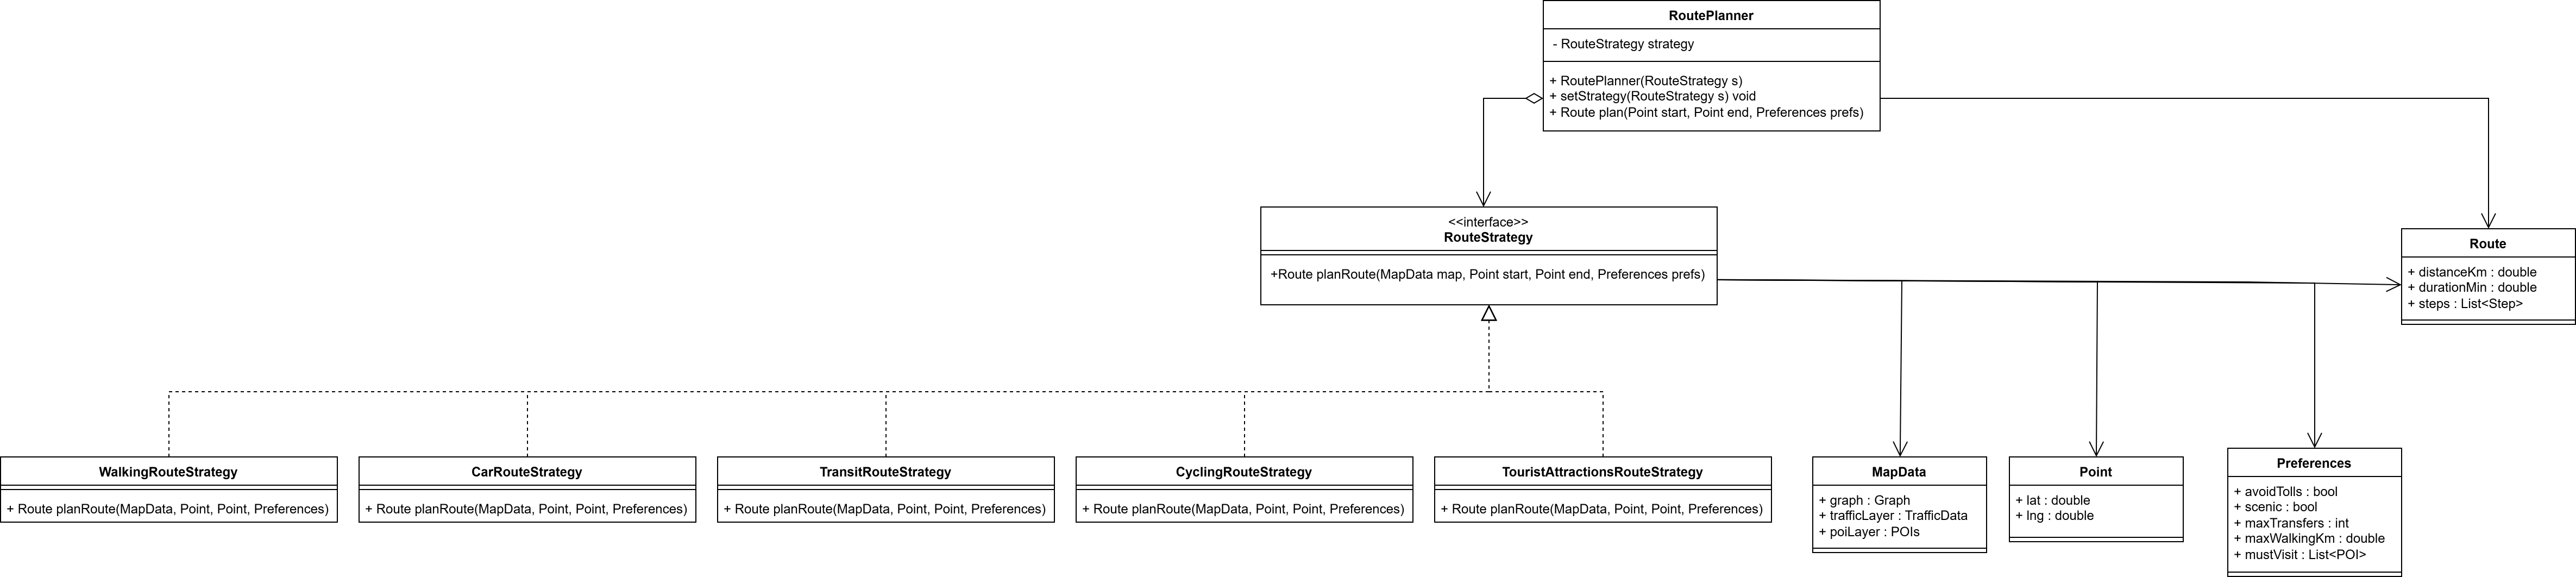 RoutePlanner
- RouteStrategy strategy
+ RoutePlanner(RouteStrategy s)
+ setStrategy(RouteStrategy s) void
+ Route plan(Point start, Point end, Preferences prefs)
<<interface>>
RouteStrategy
+Route planRoute(MapData map, Point start, Point end, Preferences prefs)
Route
+ distanceKm : double
+ durationMin : double
+ steps : List<Step>
WalkingRouteStrategy
+ Route planRoute(MapData, Point, Point, Preferences)
CarRouteStrategy
+ Route planRoute(MapData, Point, Point, Preferences)
TransitRouteStrategy
+ Route planRoute(MapData, Point, Point, Preferences)
CyclingRouteStrategy
+ Route planRoute(MapData, Point, Point, Preferences)
TouristAttractionsRouteStrategy
+ Route planRoute(MapData, Point, Point, Preferences)
MapData
+ graph : Graph
+ trafficLayer : TrafficData
+ poiLayer : POIs
Point
+ lat : double
+ lng : double
Preferences
+ avoidTolls : bool
+ scenic : bool
+ maxTransfers : int
+ maxWalkingKm : double
+ mustVisit : List<POI>